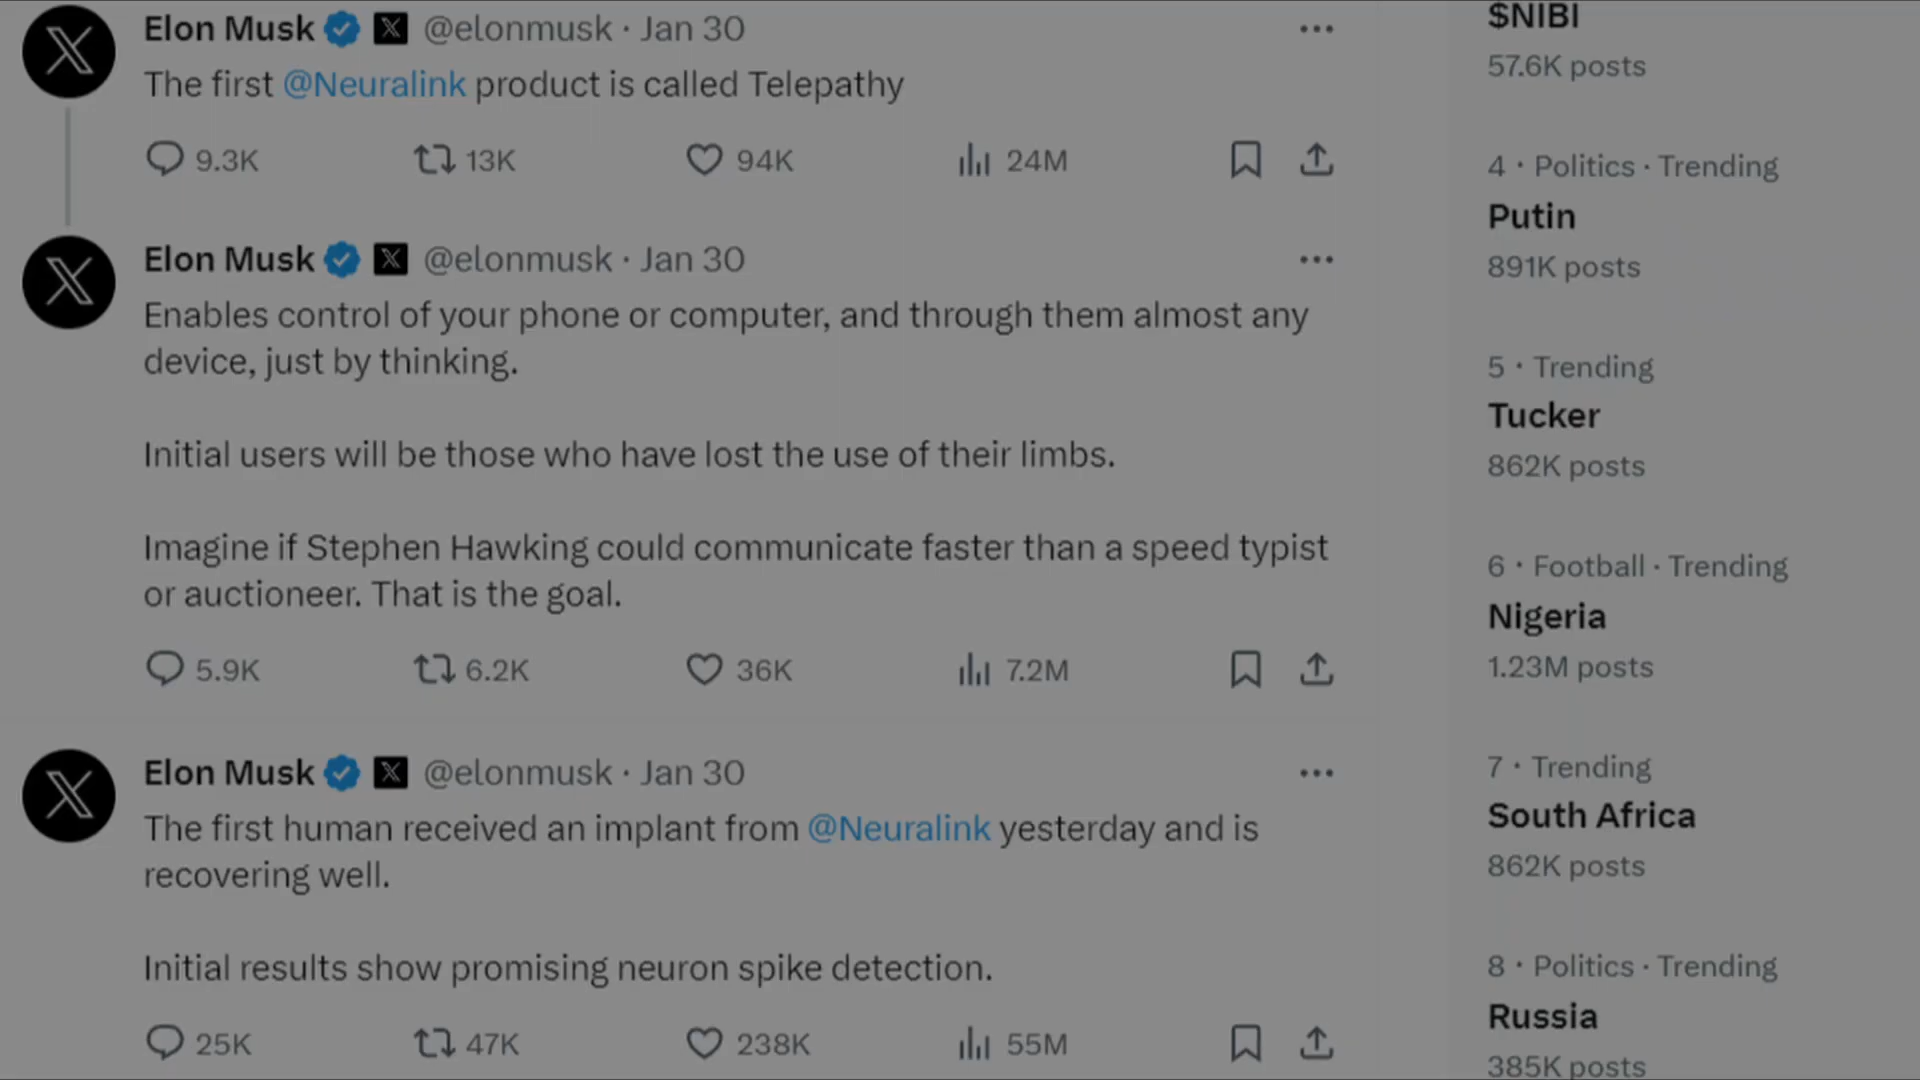 Elon Musk @elonmusk · Jan 30
The first @Neuralink product is called Telepathy
9.3K 13K 94K 24M
Elon Musk @elonmusk · Jan 30
Enables control of your phone or computer, and through them almost any
device, just by thinking.
Initial users will be those who have lost the use of their limbs.
Imagine if Stephen Hawking could communicate faster than a speed typist
or auctioneer. That is the goal.
5.9K 6.2K 36K 7.2M
Elon Musk @elonmusk · Jan 30
The first human received an implant from @Neuralink yesterday and is
recovering well.
Initial results show promising neuron spike detection.
25K 47K 238K 55M
$NIBI
57.6K posts
4 · Politics · Trending
Putin
891K posts
5 · Trending
Tucker
862K posts
6 · Football · Trending
Nigeria
1.23M posts
7 · Trending
South Africa
862K posts
8 · Politics · Trending
Russia
385K posts